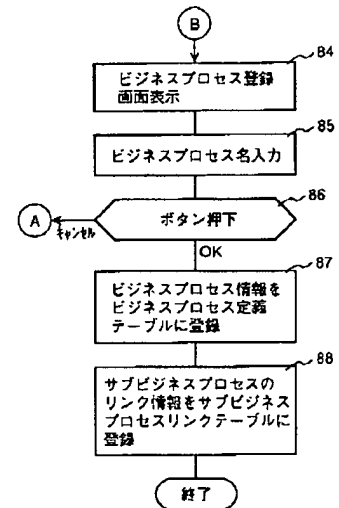 B
84
ビジネスプロセス登録
画面表示
85
ビジネスプロセス名入力
86
ボタン押下
A
キャンセル
OK
87
ビジネスプロセス情報を
ビジネスプロセス定義
テーブルに登録
88
サブビジネスプロセスの
リンク情報をサブビジネス
プロセスリンクテーブルに
登録
終了